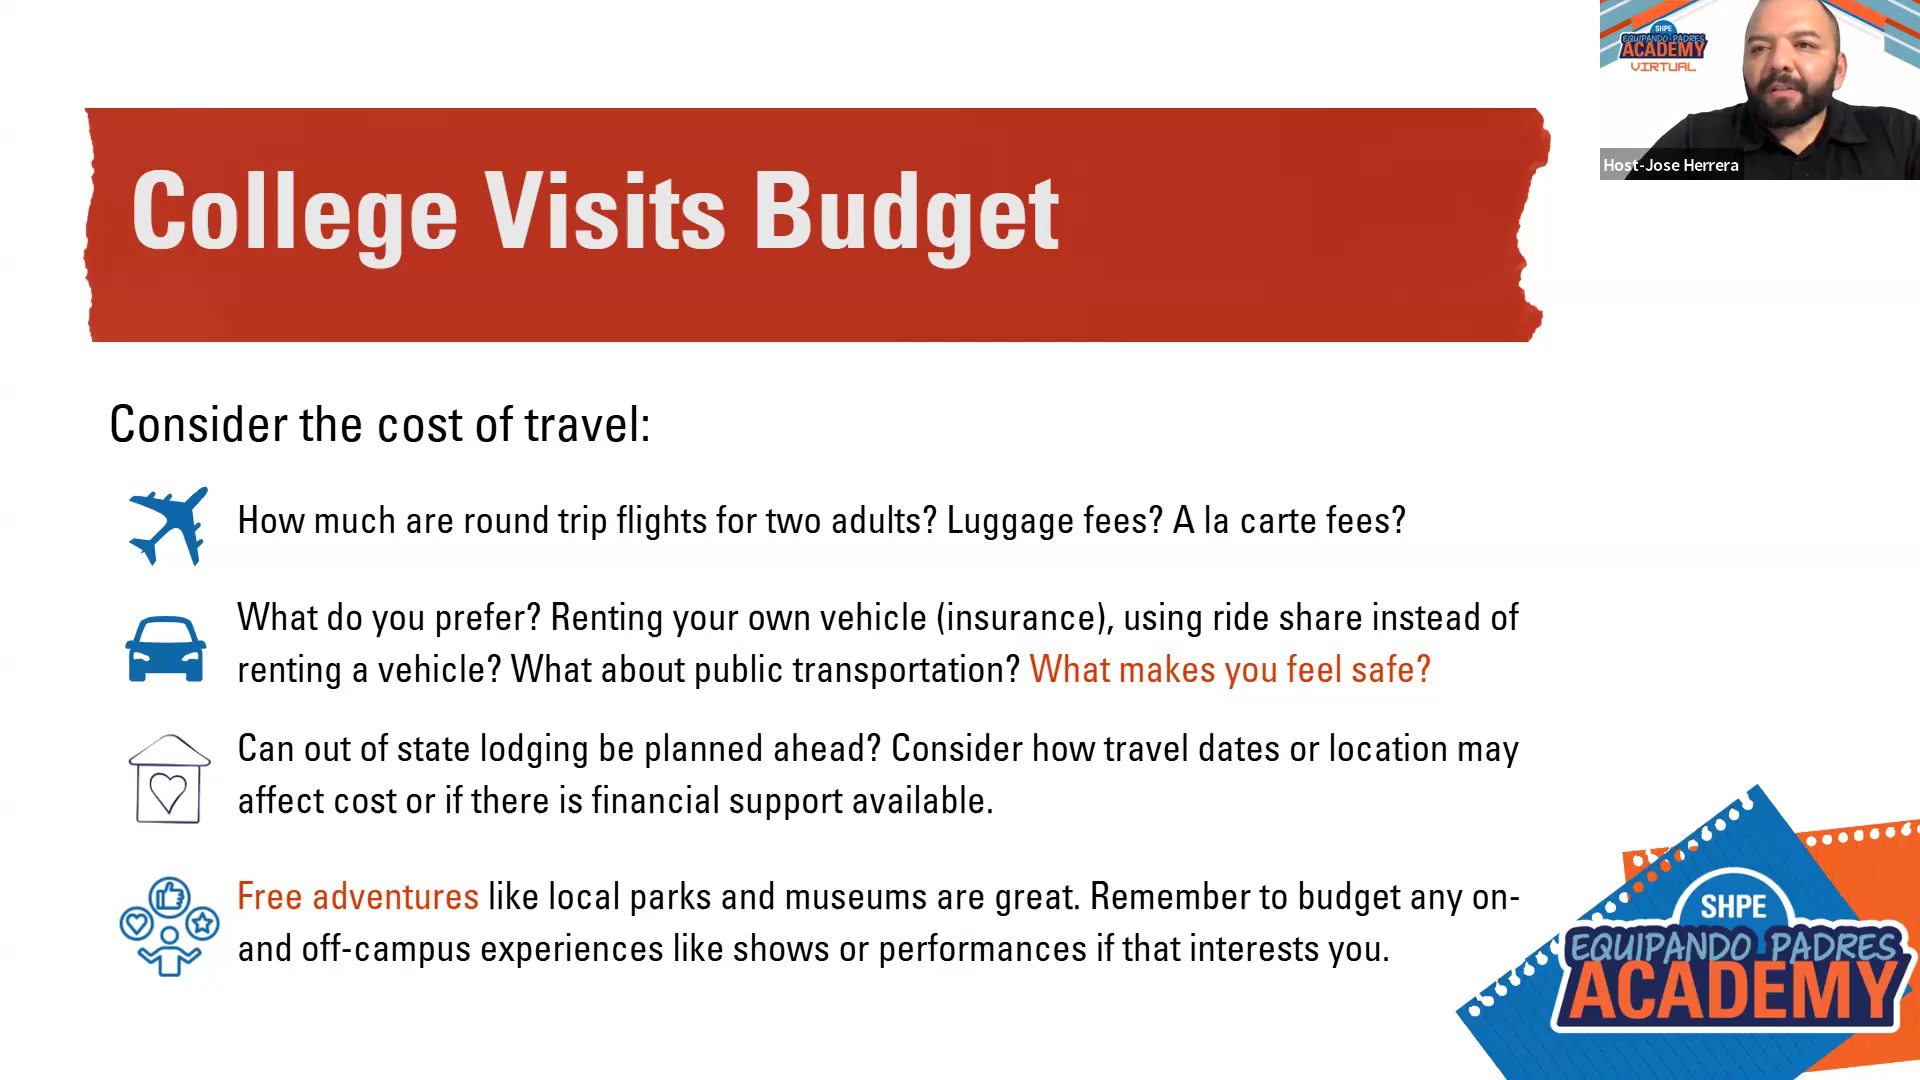 SHPE
EQUIPANDO PADRES
ACADEMY
VIRTUAL
Host-Jose Herrera
College Visits Budget
Consider the cost of travel:
How much are round trip flights for two adults? Luggage fees? A la carte fees?
What do you prefer? Renting your own vehicle (insurance), using ride share instead of
renting a vehicle? What about public transportation? What makes you feel safe?
Can out of state lodging be planned ahead? Consider how travel dates or location may
affect cost or if there is financial support available.
Free adventures like local parks and museums are great. Remember to budget any on-
and off-campus experiences like shows or performances if that interests you.
SHPE
EQUIPANDO PADRES
ACADEMY